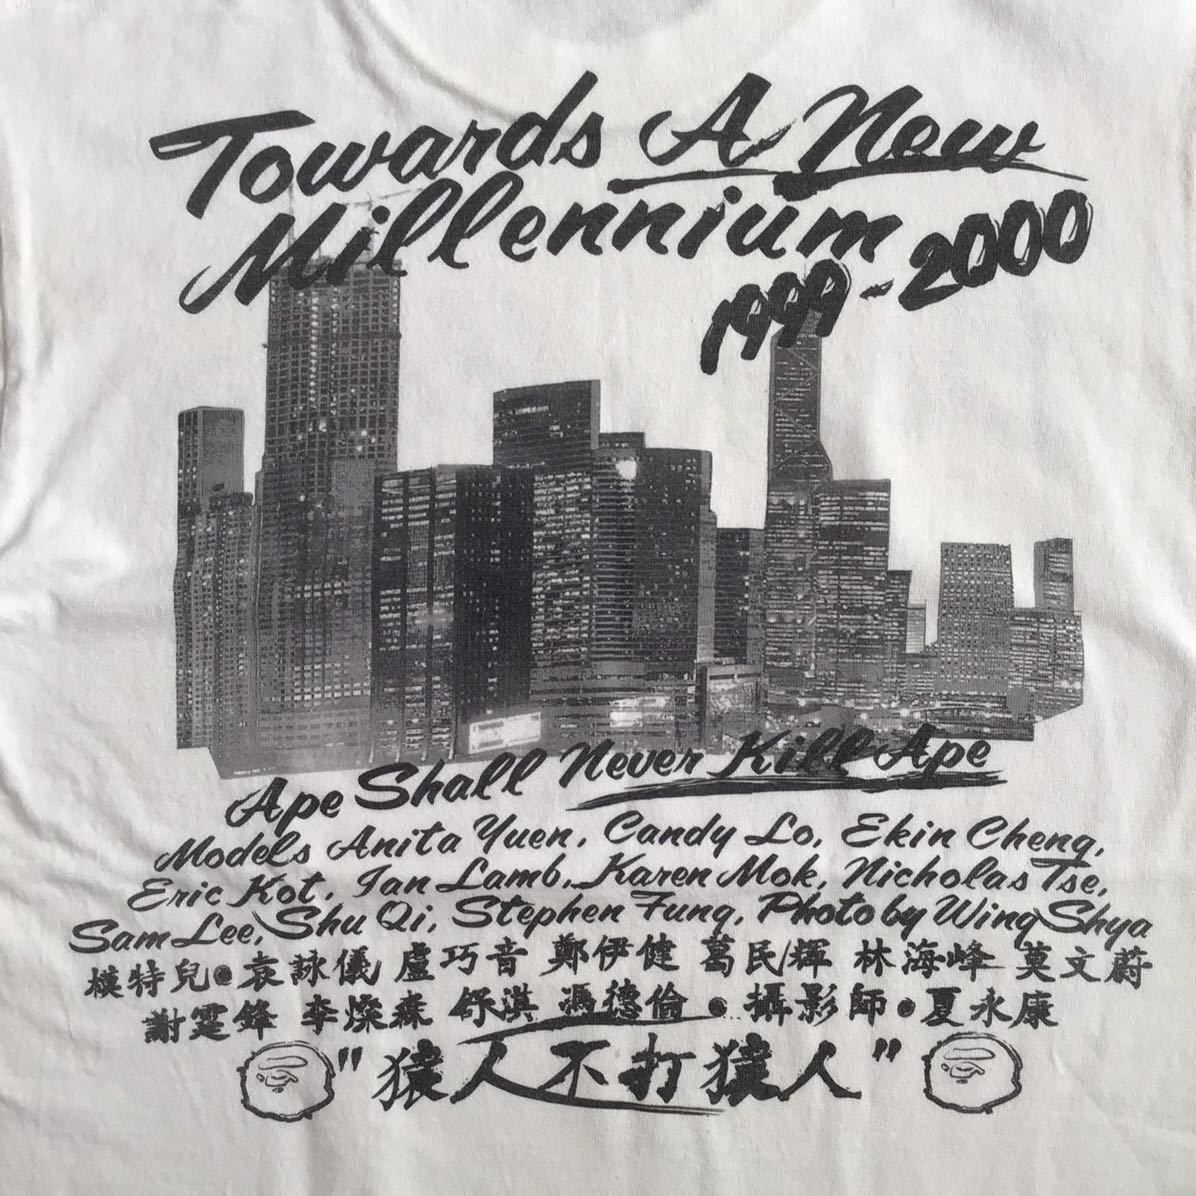 Towards A New
Millennium
1999-2000
Ape Shall Never Kill Ape
Models Anita Yuen, Candy Lo, Ekin Cheng,
Eric Kot, Jan Lamb, Karen Mok, Nicholas Tse,
Sam Lee, Shu Qi, Stephen Fung, Photo by Wing Shya
模特兒●袁詠儀 盧巧音 鄭伊健 葛民輝 林海峰 莫文蔚
謝霆鋒 李燦森 舒淇 馮德倫●攝影師●夏永康
"猿人不打猿人"